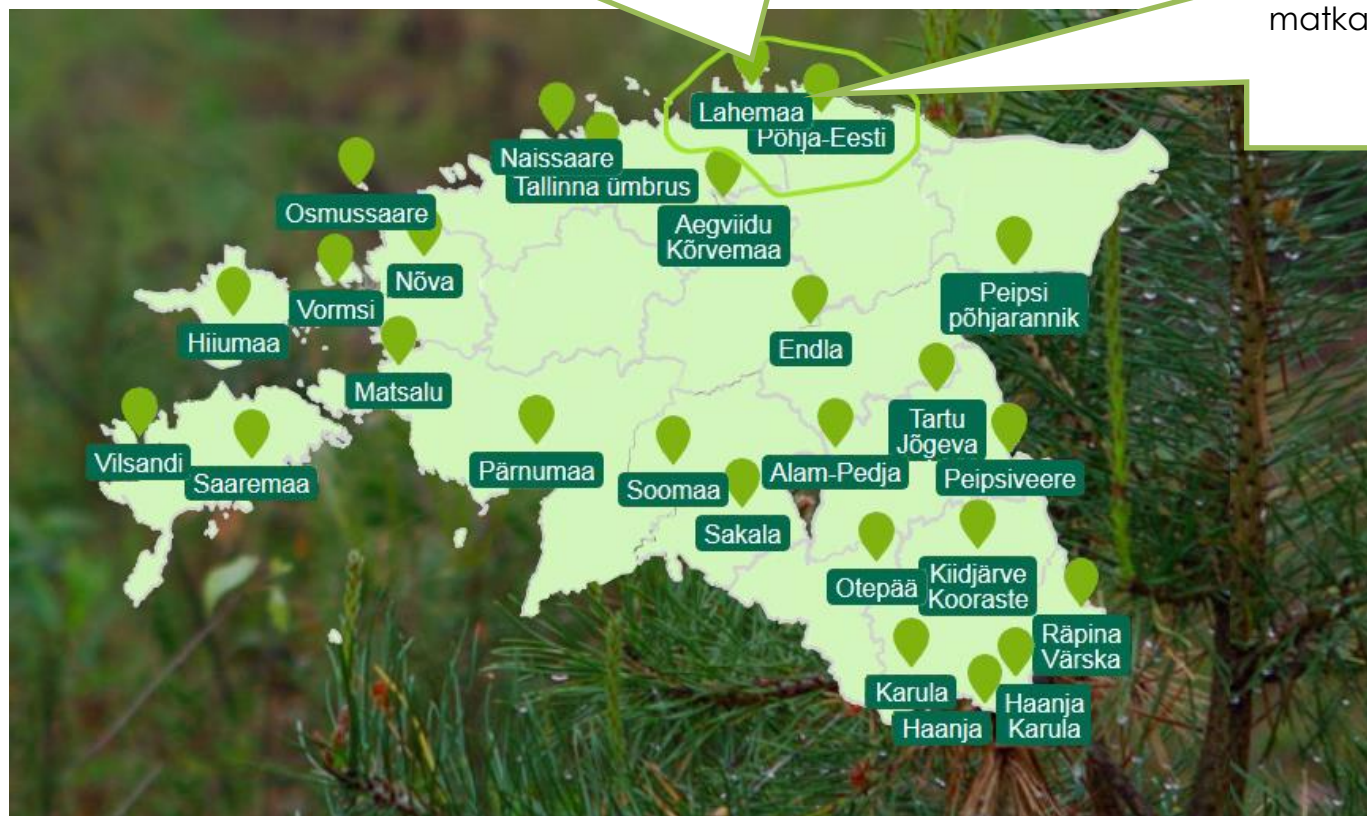 matka
Lahemaa
Põhja-Eesti
Naissaare
Tallinna ümbrus
Osmussaare
Aegviidu
Kõrvemaa
Nõva
Vormsi
Hiiumaa
Peipsi
põhjarannik
Endla
Matsalu
Tartu
Jõgeva
Vilsandi
Saaremaa
Pärnumaa
Soomaa
Alam-Pedja
Peipsiveere
Sakala
Otepää
Kiidjärve
Kooraste
Räpina
Värska
Karula
Haanja
Haanja
Karula